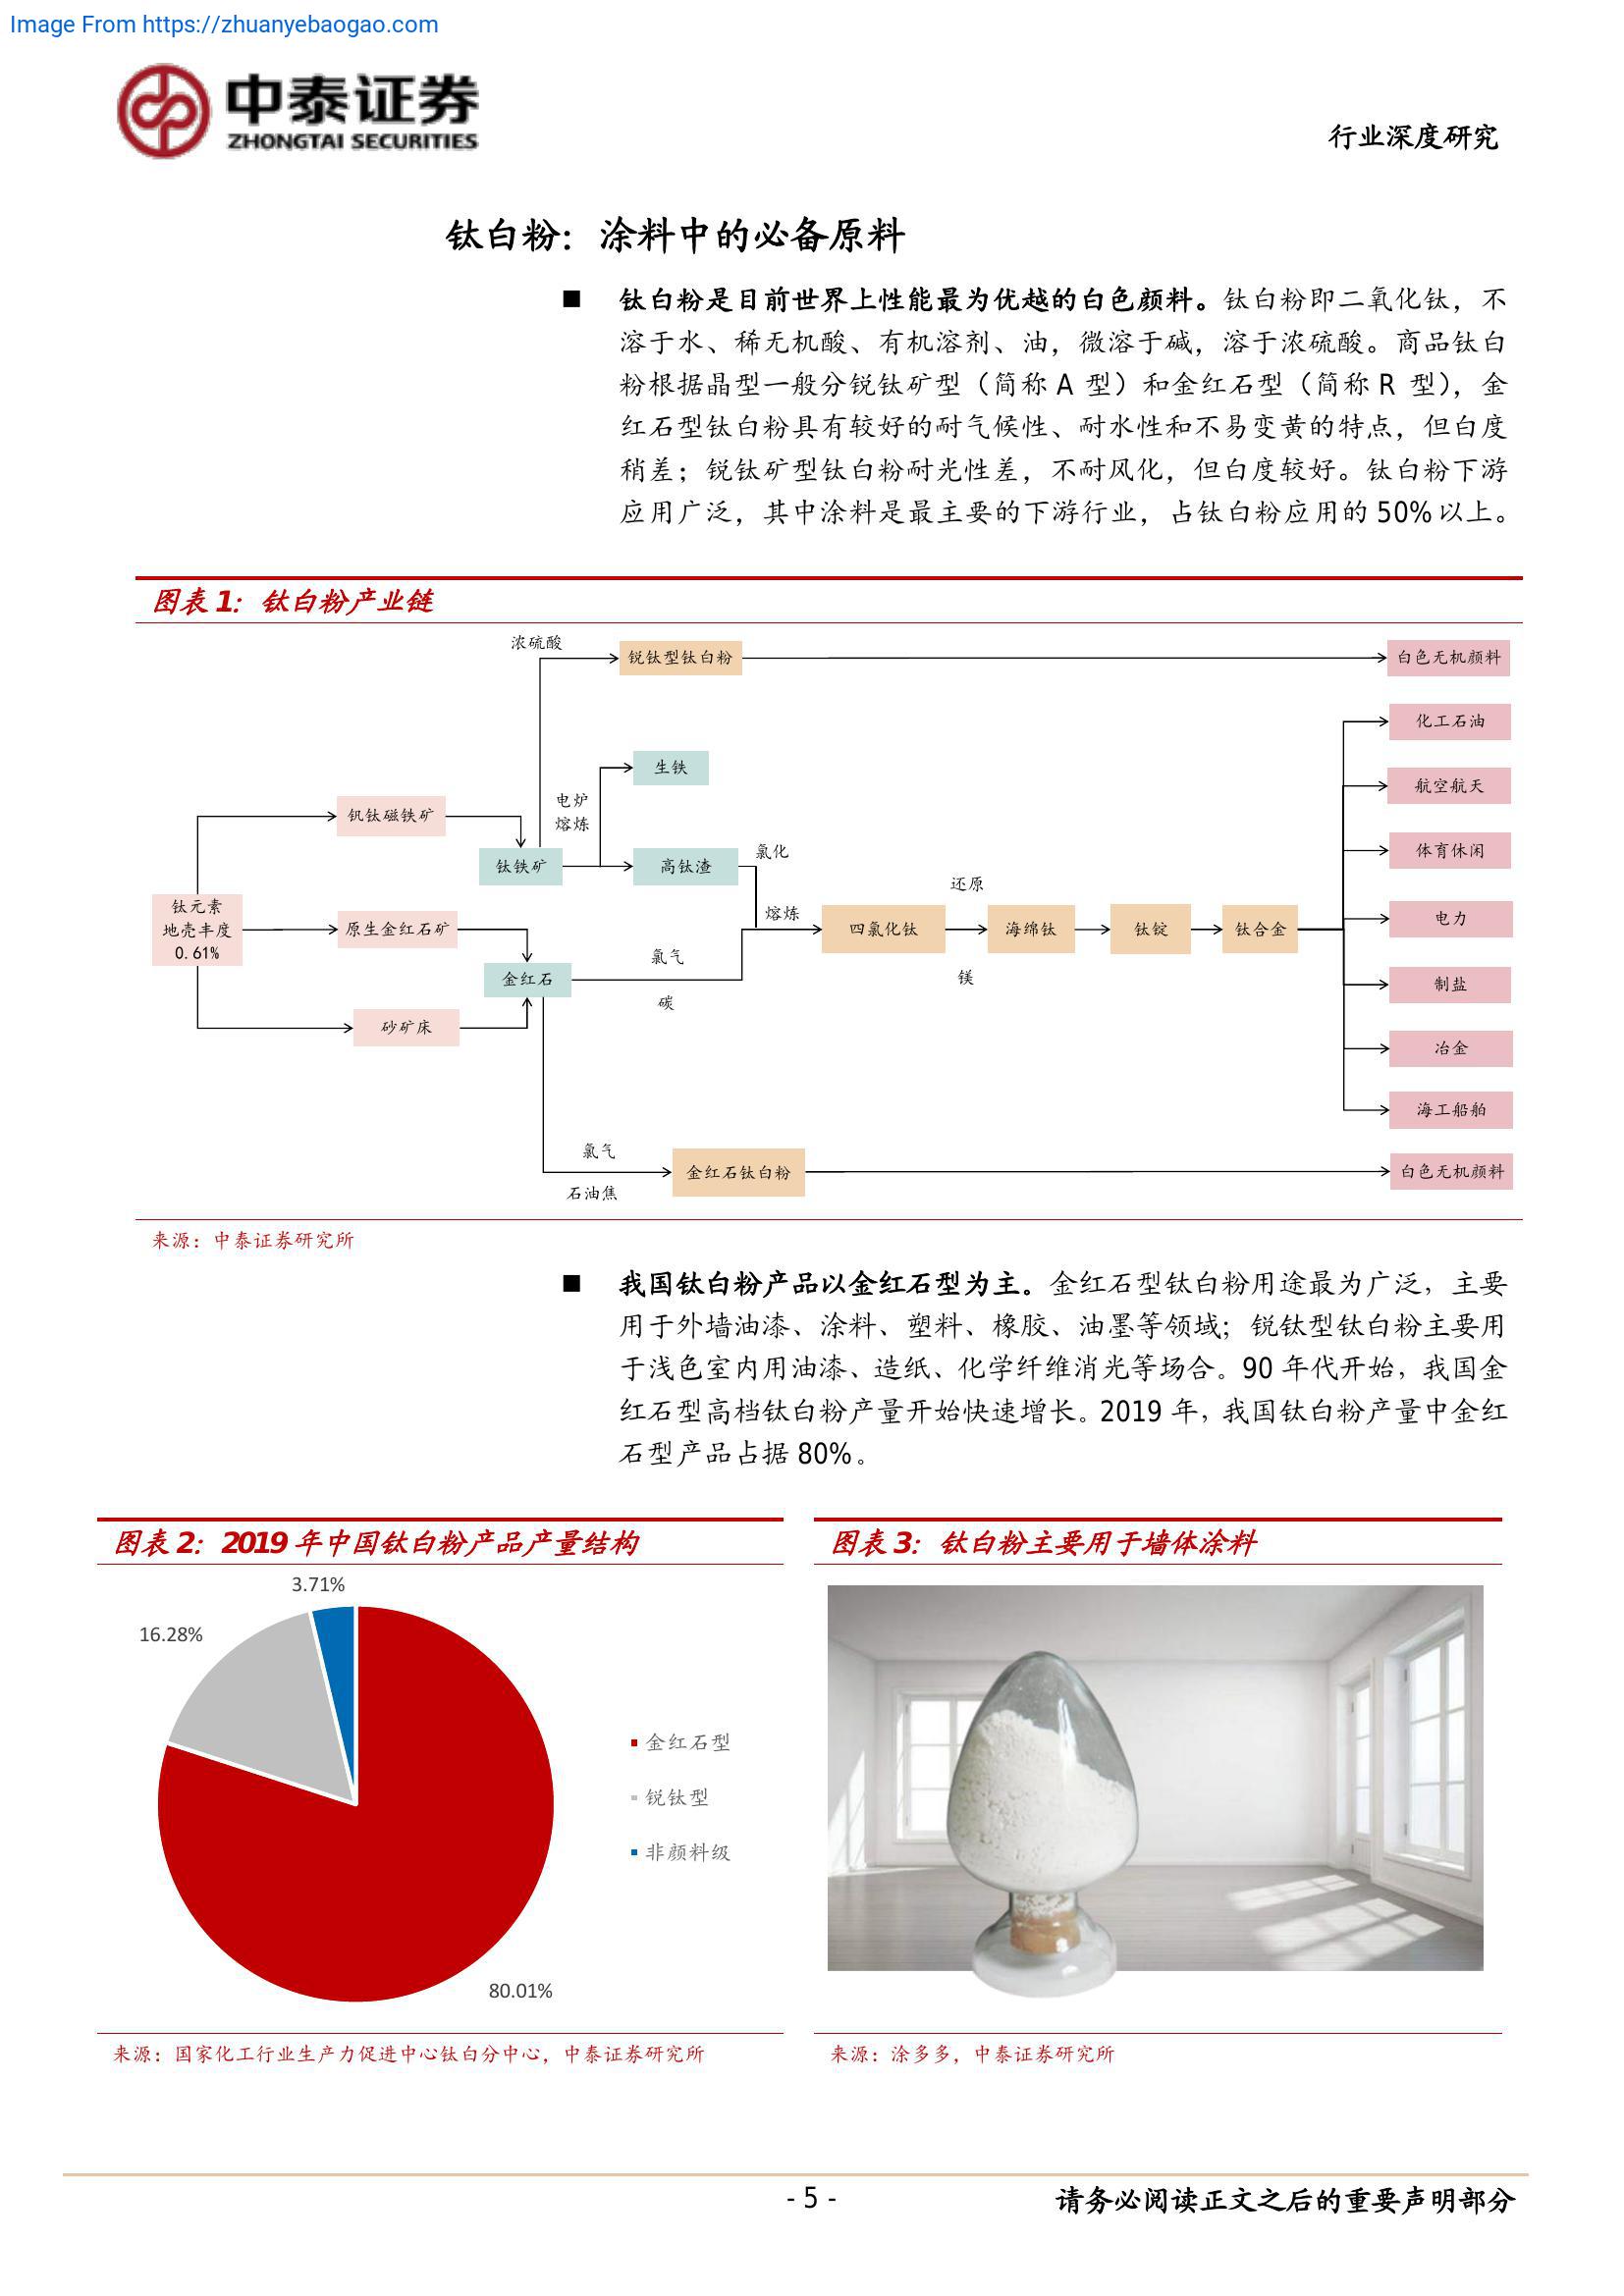 Image From https://zhuanyebaogao.com
中泰证券
ZHONGTAI SECURITIES
行业深度研究
钛白粉：涂料中的必备原料
■ 钛白粉是目前世界上性能最为优越的白色颜料。钛白粉即二氧化钛，不
溶于水、稀无机酸、有机溶剂、油，微溶于碱，溶于浓硫酸。商品钛白
粉根据晶型一般分锐钛矿型（简称 A 型）和金红石型（简称 R 型），金
红石型钛白粉具有较好的耐气候性、耐水性和不易变黄的特点，但白度
稍差；锐钛矿型钛白粉耐光性差，不耐风化，但白度较好。钛白粉下游
应用广泛，其中涂料是最主要的下游行业，占钛白粉应用的 50%以上。
图表 1：钛白粉产业链
浓硫酸
锐钛型钛白粉
白色无机颜料
化工石油
生铁
航空航天
电炉
熔炼
钒钛磁铁矿
体育休闲
氯化
钛铁矿
高钛渣
还原
钛元素
地壳丰度
0.61%
熔炼
原生金红石矿
四氯化钛
海绵钛
钛锭
钛合金
电力
氯气
金红石
镁
制盐
碳
砂矿床
冶金
海工船舶
氯气
金红石钛白粉
白色无机颜料
石油焦
来源：中泰证券研究所
■ 我国钛白粉产品以金红石型为主。金红石型钛白粉用途最为广泛，主要
用于外墙油漆、涂料、塑料、橡胶、油墨等领域；锐钛型钛白粉主要用
于浅色室内用油漆、造纸、化学纤维消光等场合。90 年代开始，我国金
红石型高档钛白粉产量开始快速增长。2019 年，我国钛白粉产量中金红
石型产品占据 80%。
图表 2：2019 年中国钛白粉产品产量结构
3.71%
16.28%
金红石型
锐钛型
非颜料级
80.01%
来源：国家化工行业生产力促进中心钛白分中心，中泰证券研究所
图表 3：钛白粉主要用于墙体涂料
来源：涂多多，中泰证券研究所
- 5 -
请务必阅读正文之后的重要声明部分